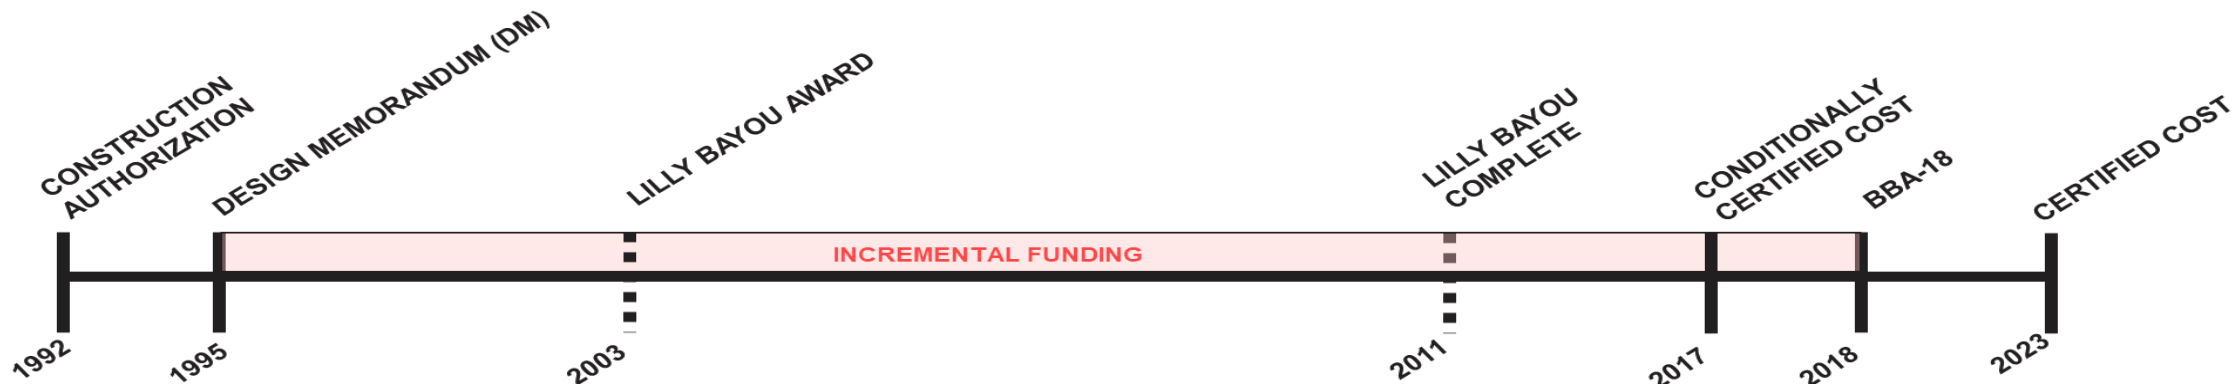 CONSTRUCTION
AUTHORIZATION
DESIGN MEMORANDUM (DM)
LILLY BAYOU AWARD
LILLY BAYOU
COMPLETE
CONDITIONALLY
CERTIFIED COST
BBA-18
CERTIFIED COST
INCREMENTAL FUNDING
1992
1995
2003
2011
2017
2018
2023